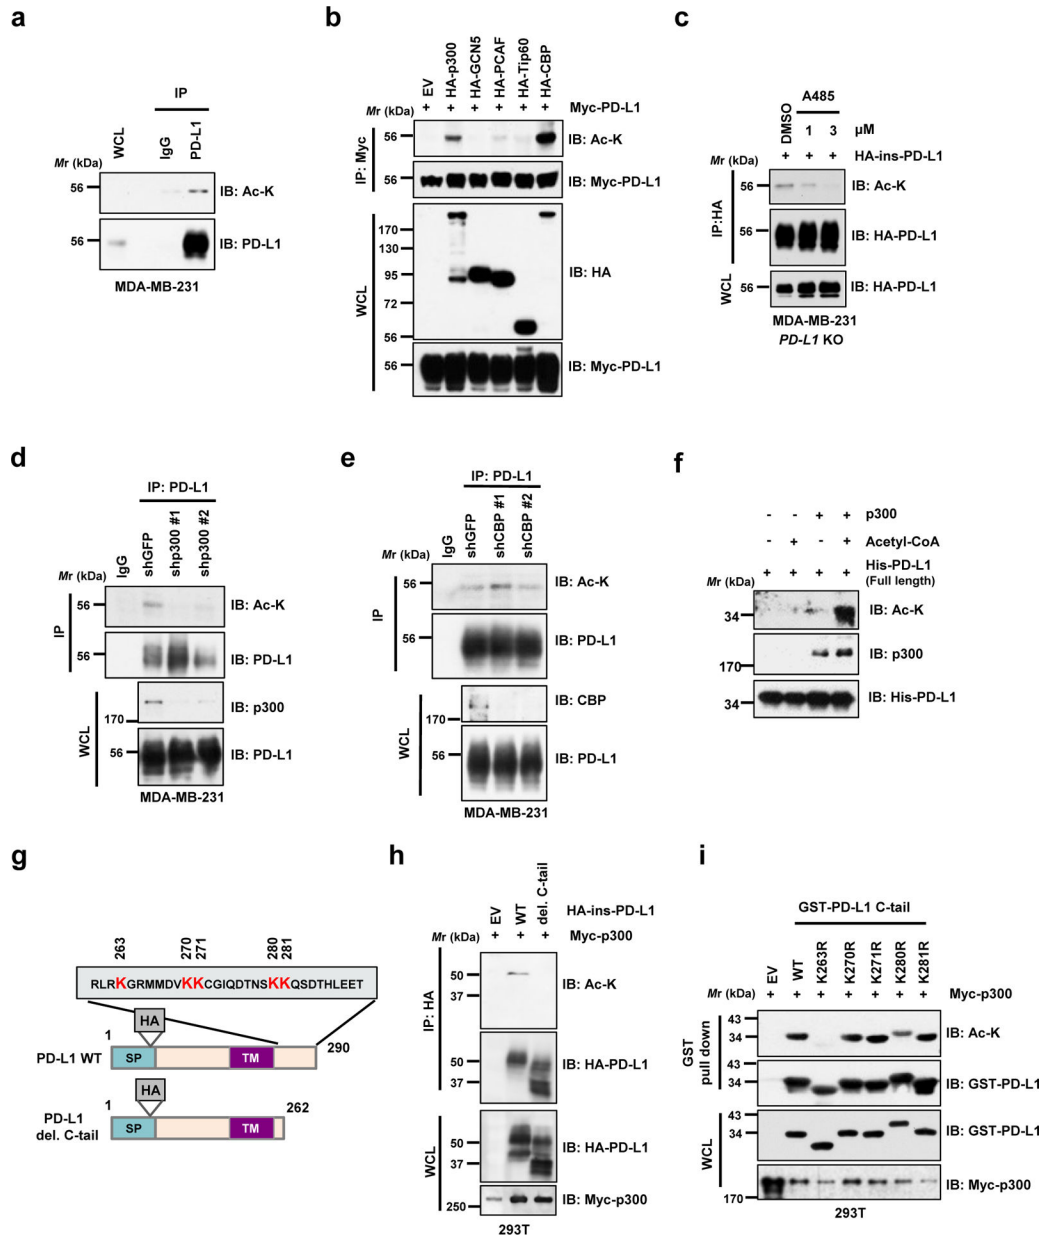 a
IP
WCL
IgG
PD-L1
Mr (kDa)
56
IB: Ac-K
56
IB: PD-L1
MDA-MB-231
b
EV
HA-p300
HA-GCN5
HA-PCAF
HA-Tip60
HA-CBP
Mr (kDa)
+ + + + + + Myc-PD-L1
IP: Myc
56
IB: Ac-K
56
IB: Myc-PD-L1
WCL
170
130
95
72
56
IB: HA
56
IB: Myc-PD-L1
c
A485
DMSO
1 3 µM
Mr (kDa)
+ + + HA-ins-PD-L1
IP:HA
56
IB: Ac-K
56
IB: HA-PD-L1
WCL
56
IB: HA-PD-L1
MDA-MB-231
PD-L1 KO
d
IP: PD-L1
IgG
shGFP
shp300 #1
shp300 #2
Mr (kDa)
IP
56
IB: Ac-K
56
IB: PD-L1
WCL
170
IB: p300
56
IB: PD-L1
MDA-MB-231
e
IP: PD-L1
IgG
shGFP
shCBP #1
shCBP #2
Mr (kDa)
IP
56
IB: Ac-K
56
IB: PD-L1
WCL
170
IB: CBP
56
IB: PD-L1
MDA-MB-231
f
- - + + p300
- + - + Acetyl-CoA
+ + + + His-PD-L1
(Full length)
Mr (kDa)
34
IB: Ac-K
170
IB: p300
34
IB: His-PD-L1
g
263 270 271 280 281
RLRKGRMMDVKKCGIQDTNSKKQSDTHLEET
HA
1
290
PD-L1 WT
SP
TM
HA
1
262
PD-L1
del. C-tail
SP
TM
h
EV
WT
del. C-tail
HA-ins-PD-L1
Mr (kDa)
+ + + Myc-p300
IP: HA
50
37
IB: Ac-K
50
37
IB: HA-PD-L1
WCL
50
37
IB: HA-PD-L1
250
IB: Myc-p300
293T
i
GST-PD-L1 C-tail
EV
WT
K263R
K270R
K271R
K280R
K281R
Mr (kDa)
+ + + + + + + Myc-p300
GST
pull down
43
34
IB: Ac-K
43
34
IB: GST-PD-L1
WCL
43
34
IB: GST-PD-L1
170
IB: Myc-p300
293T